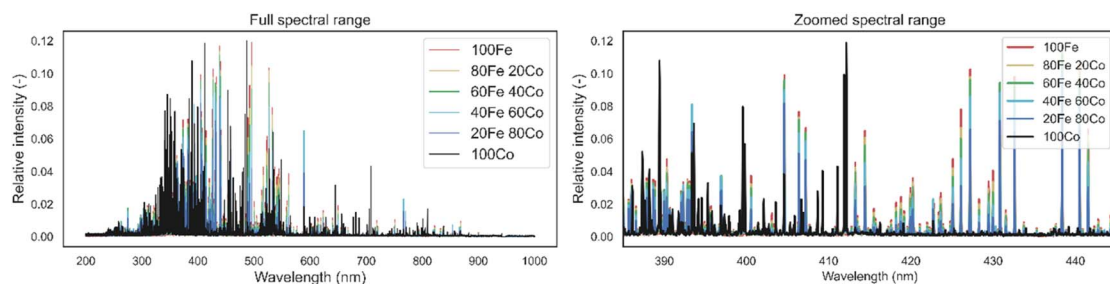 Full spectral range
0.12
0.10
0.08
0.06
0.04
0.02
0.00
Relative intensity (-)
100Fe
80Fe 20Co
60Fe 40Co
40Fe 60Co
20Fe 80Co
100Co
200 300 400 500 600 700 800 900 1000
Wavelength (nm)
Zoomed spectral range
0.12
0.10
0.08
0.06
0.04
0.02
0.00
Relative intensity (-)
100Fe
80Fe 20Co
60Fe 40Co
40Fe 60Co
20Fe 80Co
100Co
390 400 410 420 430 440
Wavelength (nm)